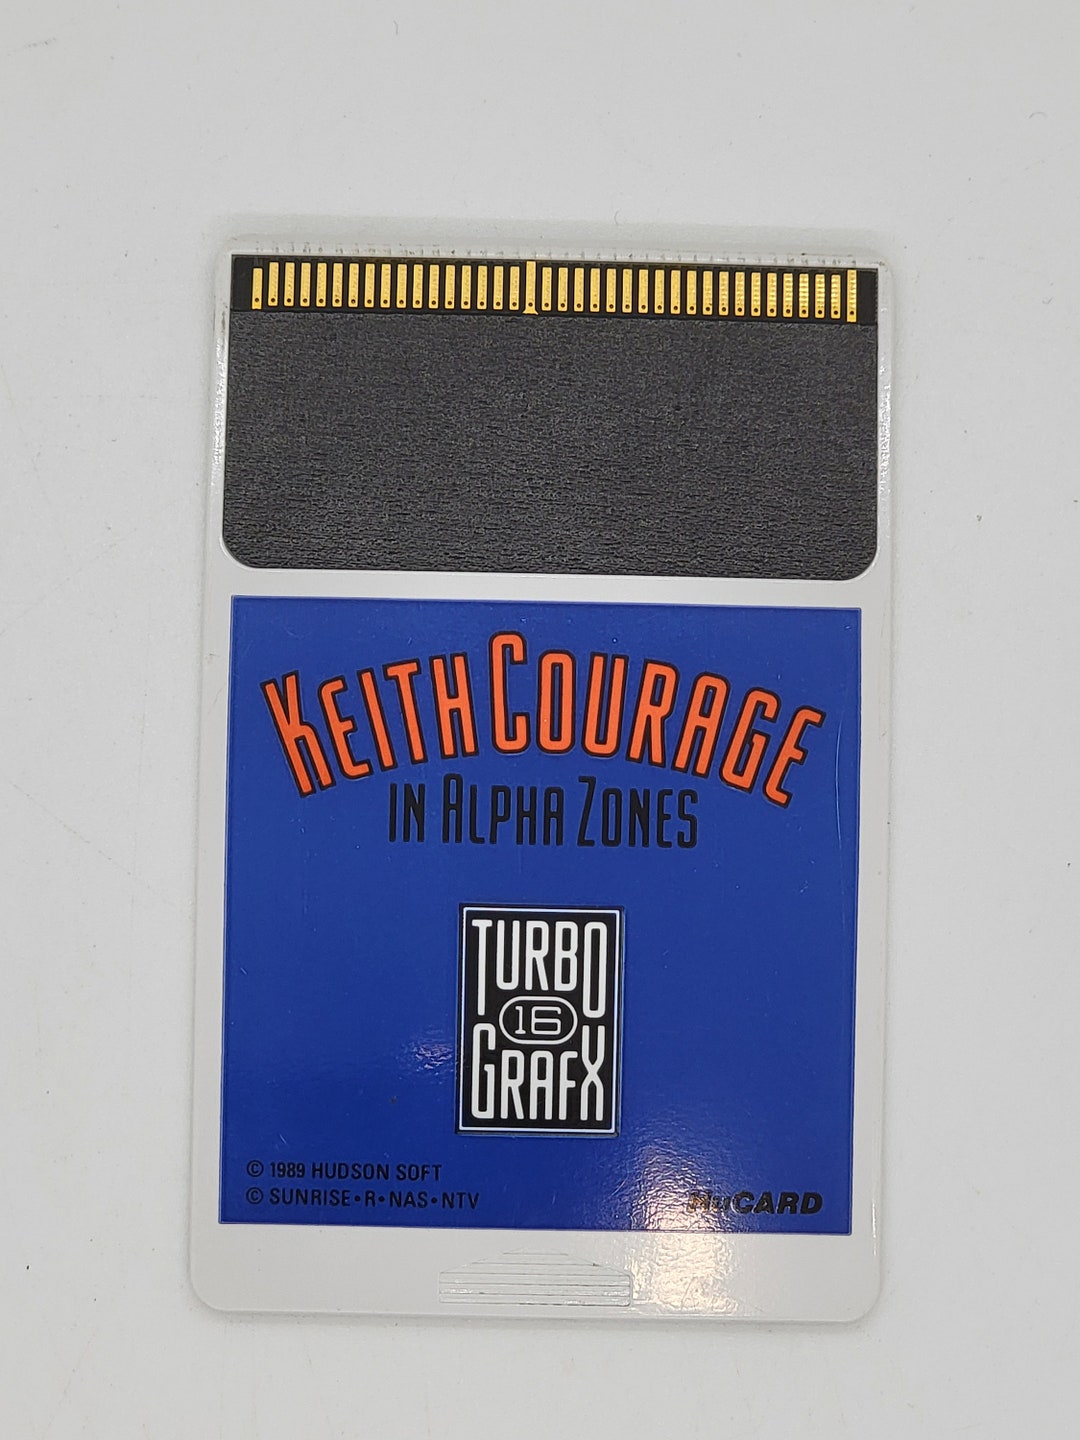 KEITH COURAGE
IN ALPHA ZONES
TURBO
16
GRAFX
© 1989 HUDSON SOFT
© SUNRISE•R•NAS•NTV
HuCARD